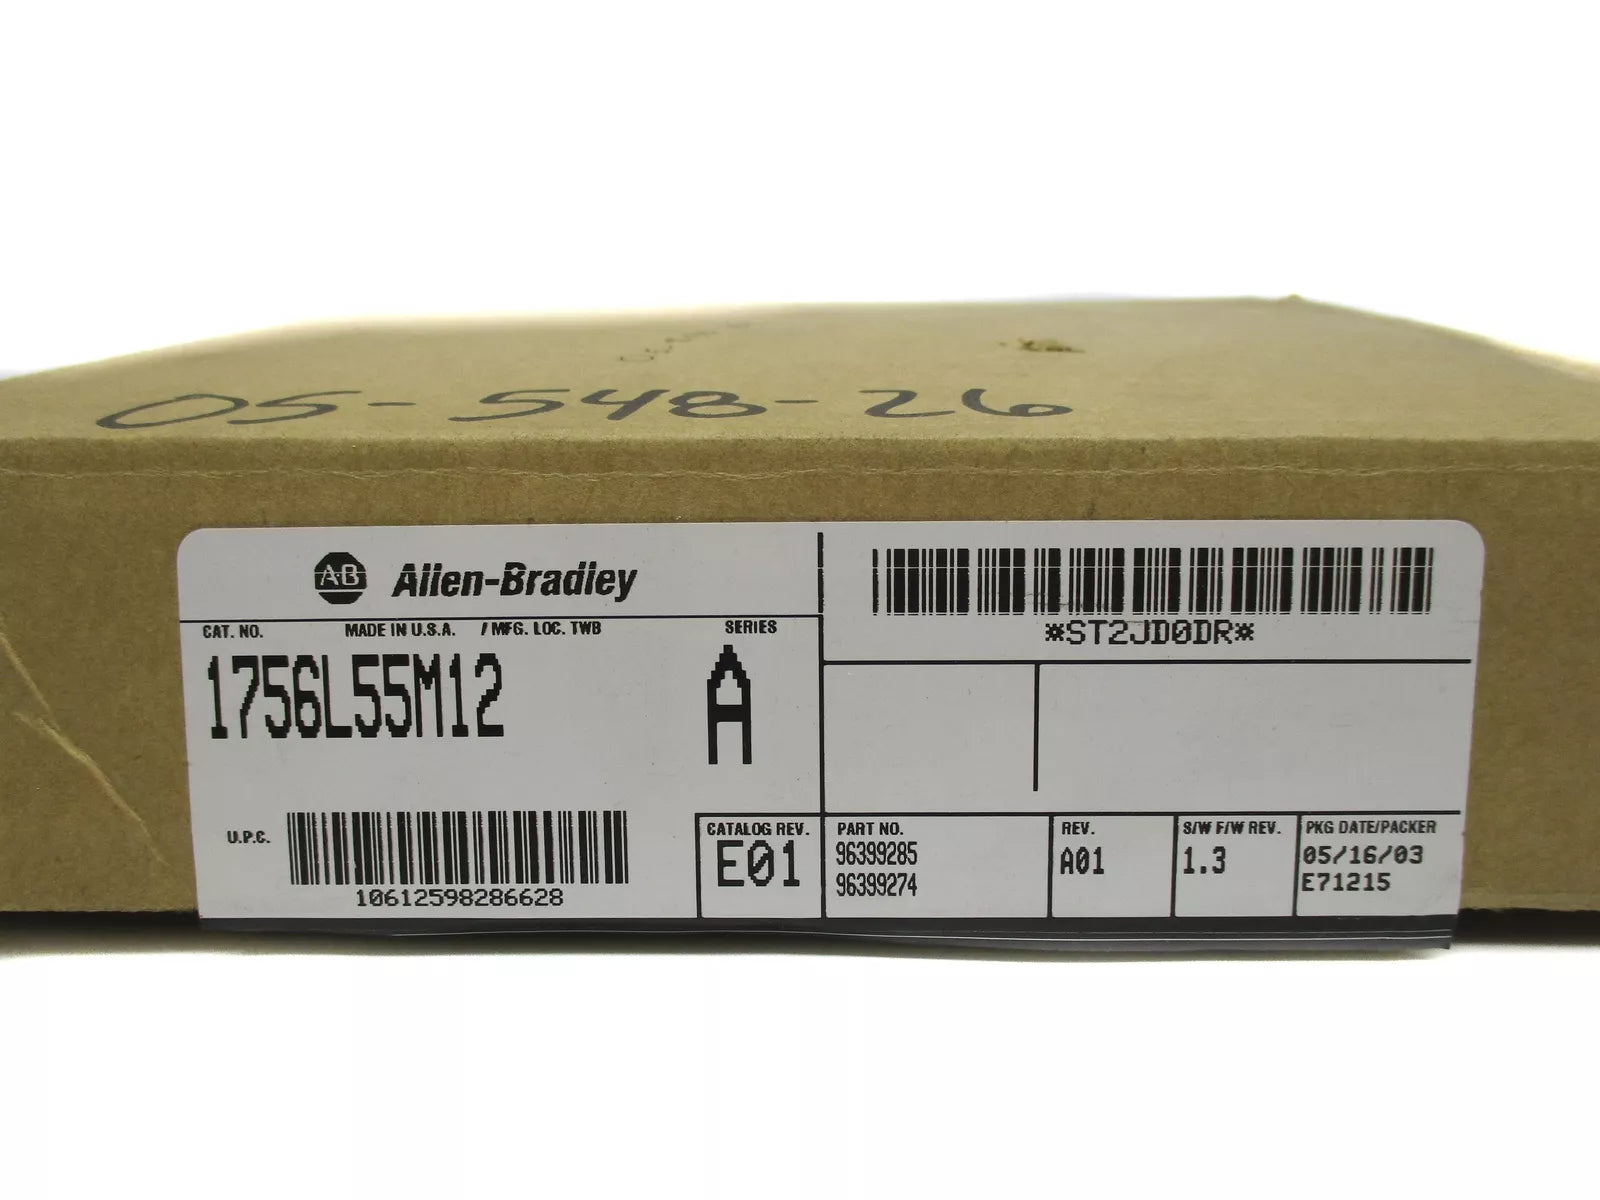 05-548-26
A-B Allen-Bradley
*ST2JD0DR*
CAT. NO. MADE IN U.S.A. / MFG. LOC. TWB SERIES
1756L55M12 A
U.P.C.
10612598286628
CATALOG REV.
E01
PART NO.
96399285
96399274
REV.
A01
S/W F/W REV.
1.3
PKG DATE/PACKER
05/16/03
E71215